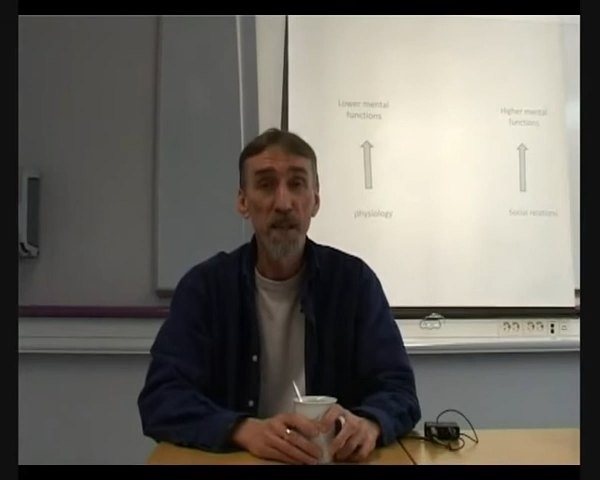 Lower mental
functions
Higher mental
functions
physiology
Social relations